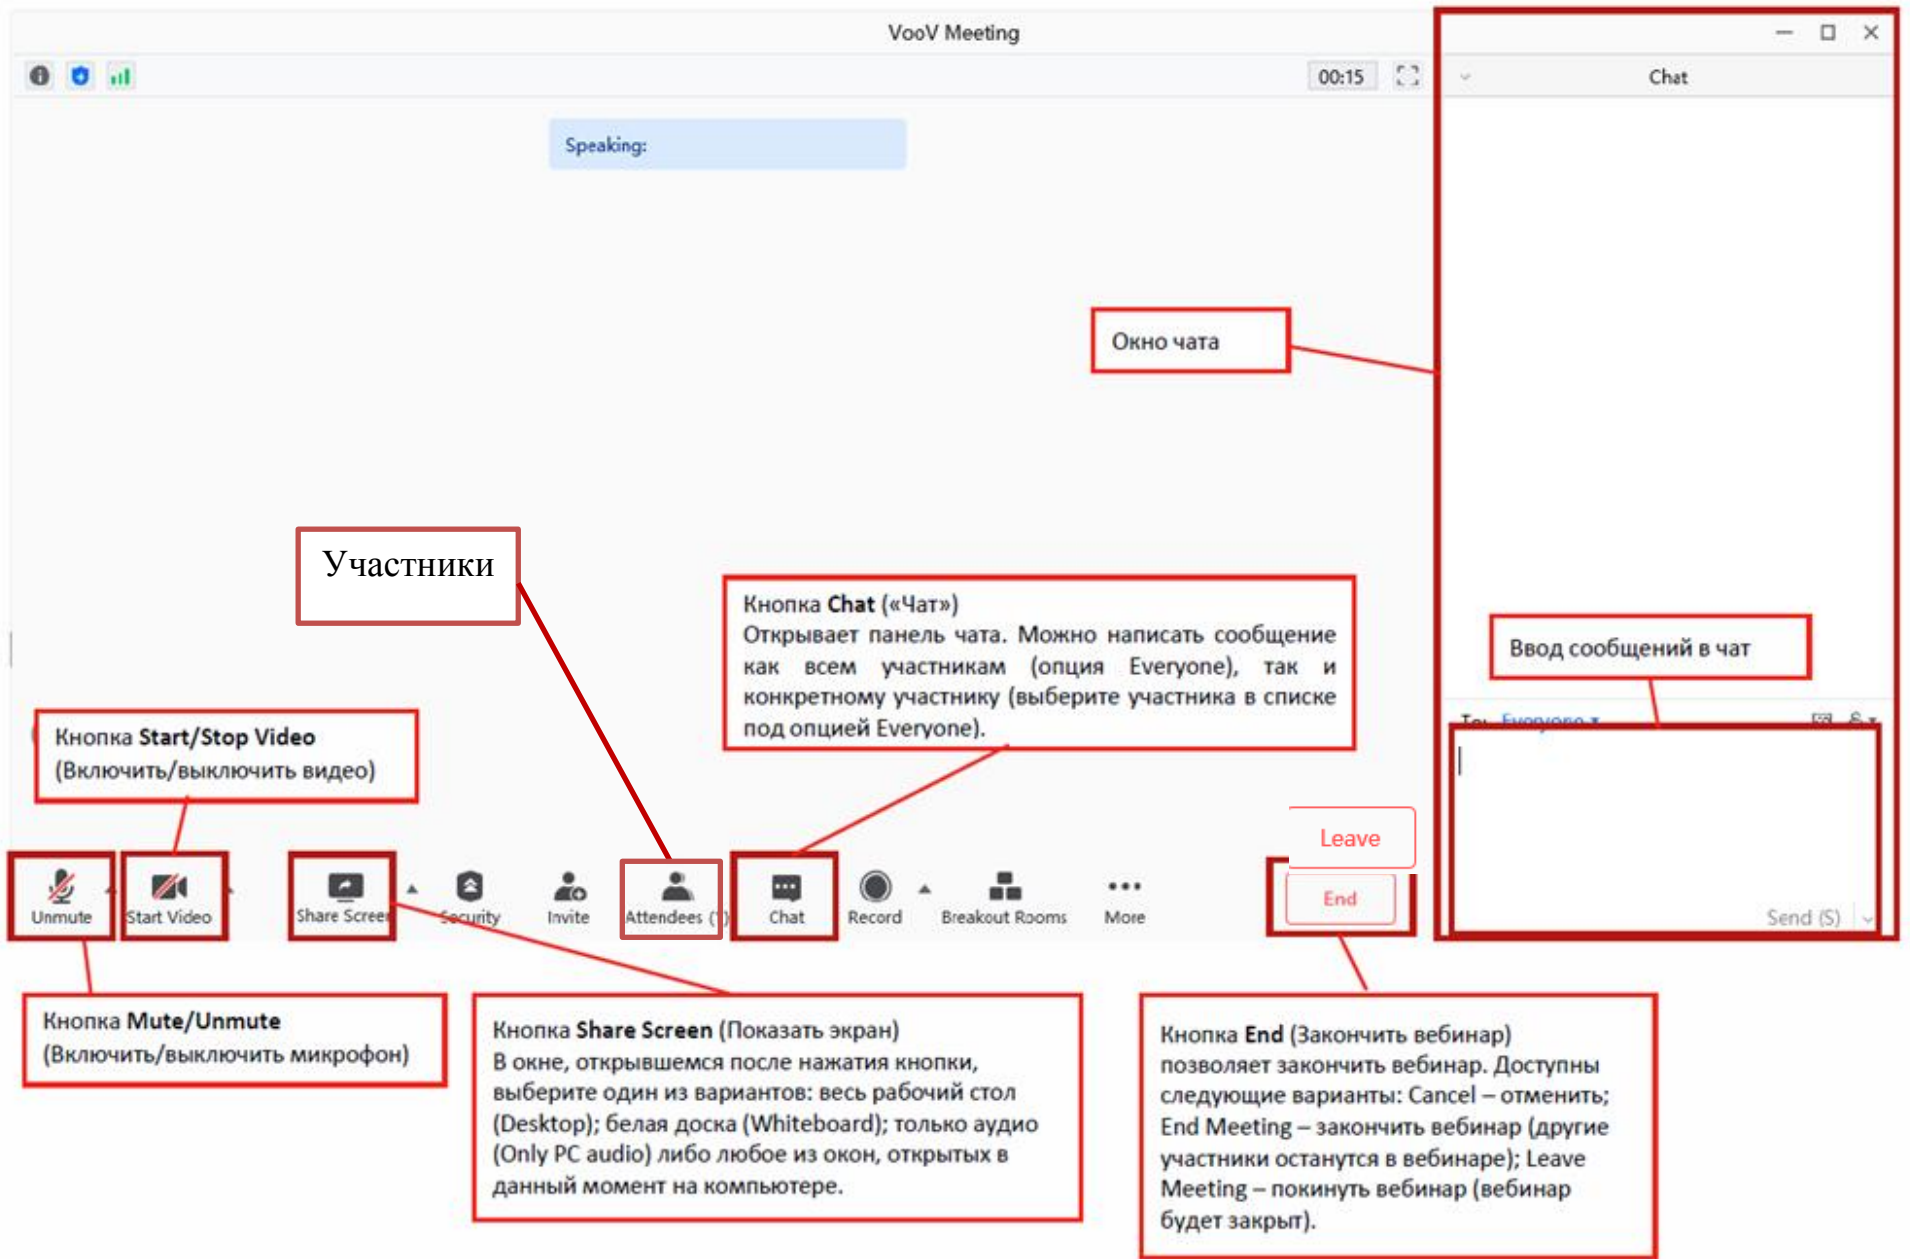 VooV Meeting
00:15
Chat
Speaking:
Окно чата
Участники
Кнопка Chat («Чат»)
Открывает панель чата. Можно написать сообщение
как всем участникам (опция Everyone), так и
конкретному участнику (выберите участника в списке
под опцией Everyone).
Ввод сообщений в чат
To: Everyone
Кнопка Start/Stop Video
(Включить/выключить видео)
Leave
End
Unmute
Start Video
Share Screen
Security
Invite
Attendees (1)
Chat
Record
Breakout Rooms
More
Send (S)
Кнопка Mute/Unmute
(Включить/выключить микрофон)
Кнопка Share Screen (Показать экран)
В окне, открывшемся после нажатия кнопки,
выберите один из вариантов: весь рабочий стол
(Desktop); белая доска (Whiteboard); только аудио
(Only PC audio) либо любое из окон, открытых в
данный момент на компьютере.
Кнопка End (Закончить вебинар)
позволяет закончить вебинар. Доступны
следующие варианты: Cancel – отменить;
End Meeting – закончить вебинар (другие
участники останутся в вебинаре); Leave
Meeting – покинуть вебинар (вебинар
будет закрыт).